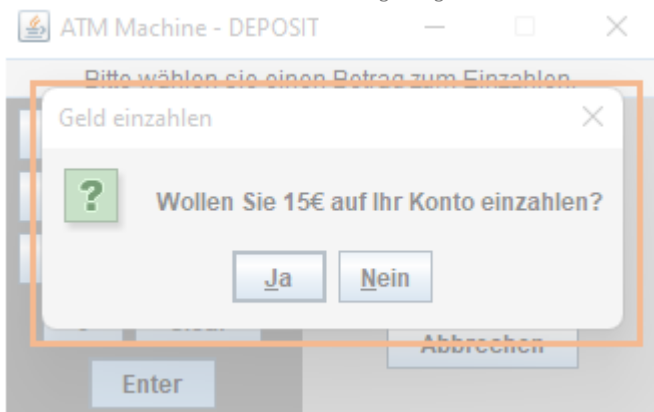 ATM Machine - DEPOSIT
Bitte wählen sie einen Betrag zum Einzahlen.
Geld einzahlen
?
Wollen Sie 15€ auf Ihr Konto einzahlen?
Ja Nein
Clear
Abbrechen
Enter